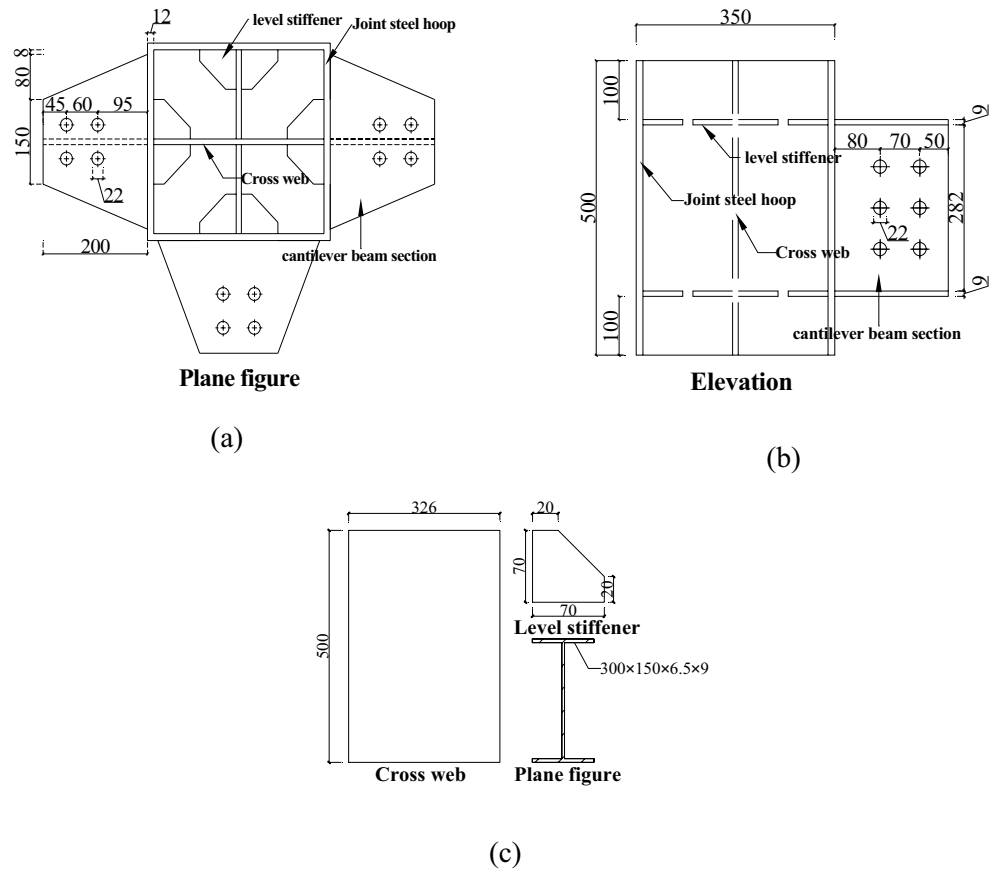 12
level stiffener
Joint steel hoop
8
80
45
60
95
150
Cross web
22
200
cantilever beam section
Plane figure
(a)
350
100
9
80
70
50
level stiffener
Joint steel hoop
500
282
22
Cross web
9
100
cantilever beam section
Elevation
(b)
326
20
70
20
500
70
Level stiffener
300×150×6.5×9
Cross web
Plane figure
(c)